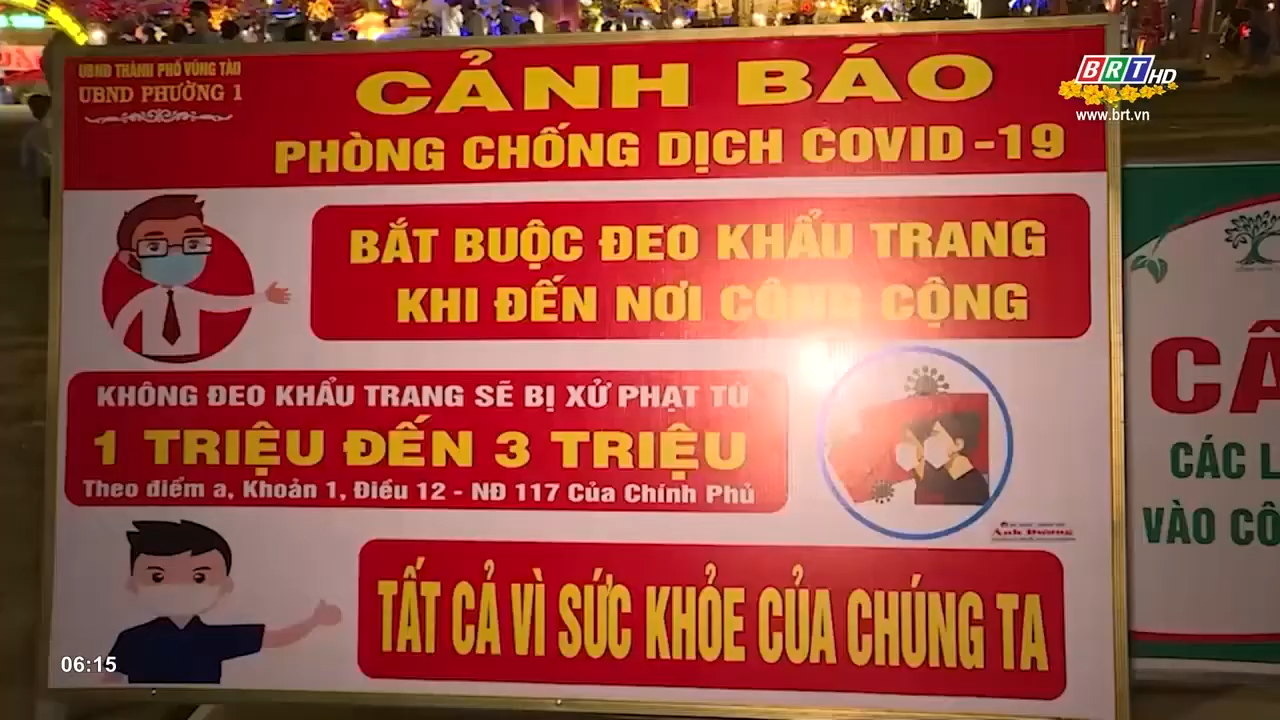 BRT HD
www.brt.vn
UBND THÀNH PHỐ VŨNG TÀU
UBND PHƯỜNG 1
CẢNH BÁO
PHÒNG CHỐNG DỊCH COVID -19
BẮT BUỘC ĐEO KHẨU TRANG
KHI ĐẾN NƠI CÔNG CỘNG
KHÔNG ĐEO KHẨU TRANG SẼ BỊ XỬ PHẠT TỪ
1 TRIỆU ĐẾN 3 TRIỆU
Theo điểm a, Khoản 1, Điều 12 - NĐ 117 Của Chính Phủ
Ánh Dương
TẤT CẢ VÌ SỨC KHỎE CỦA CHÚNG TA
CÁC
VÀO
06:15